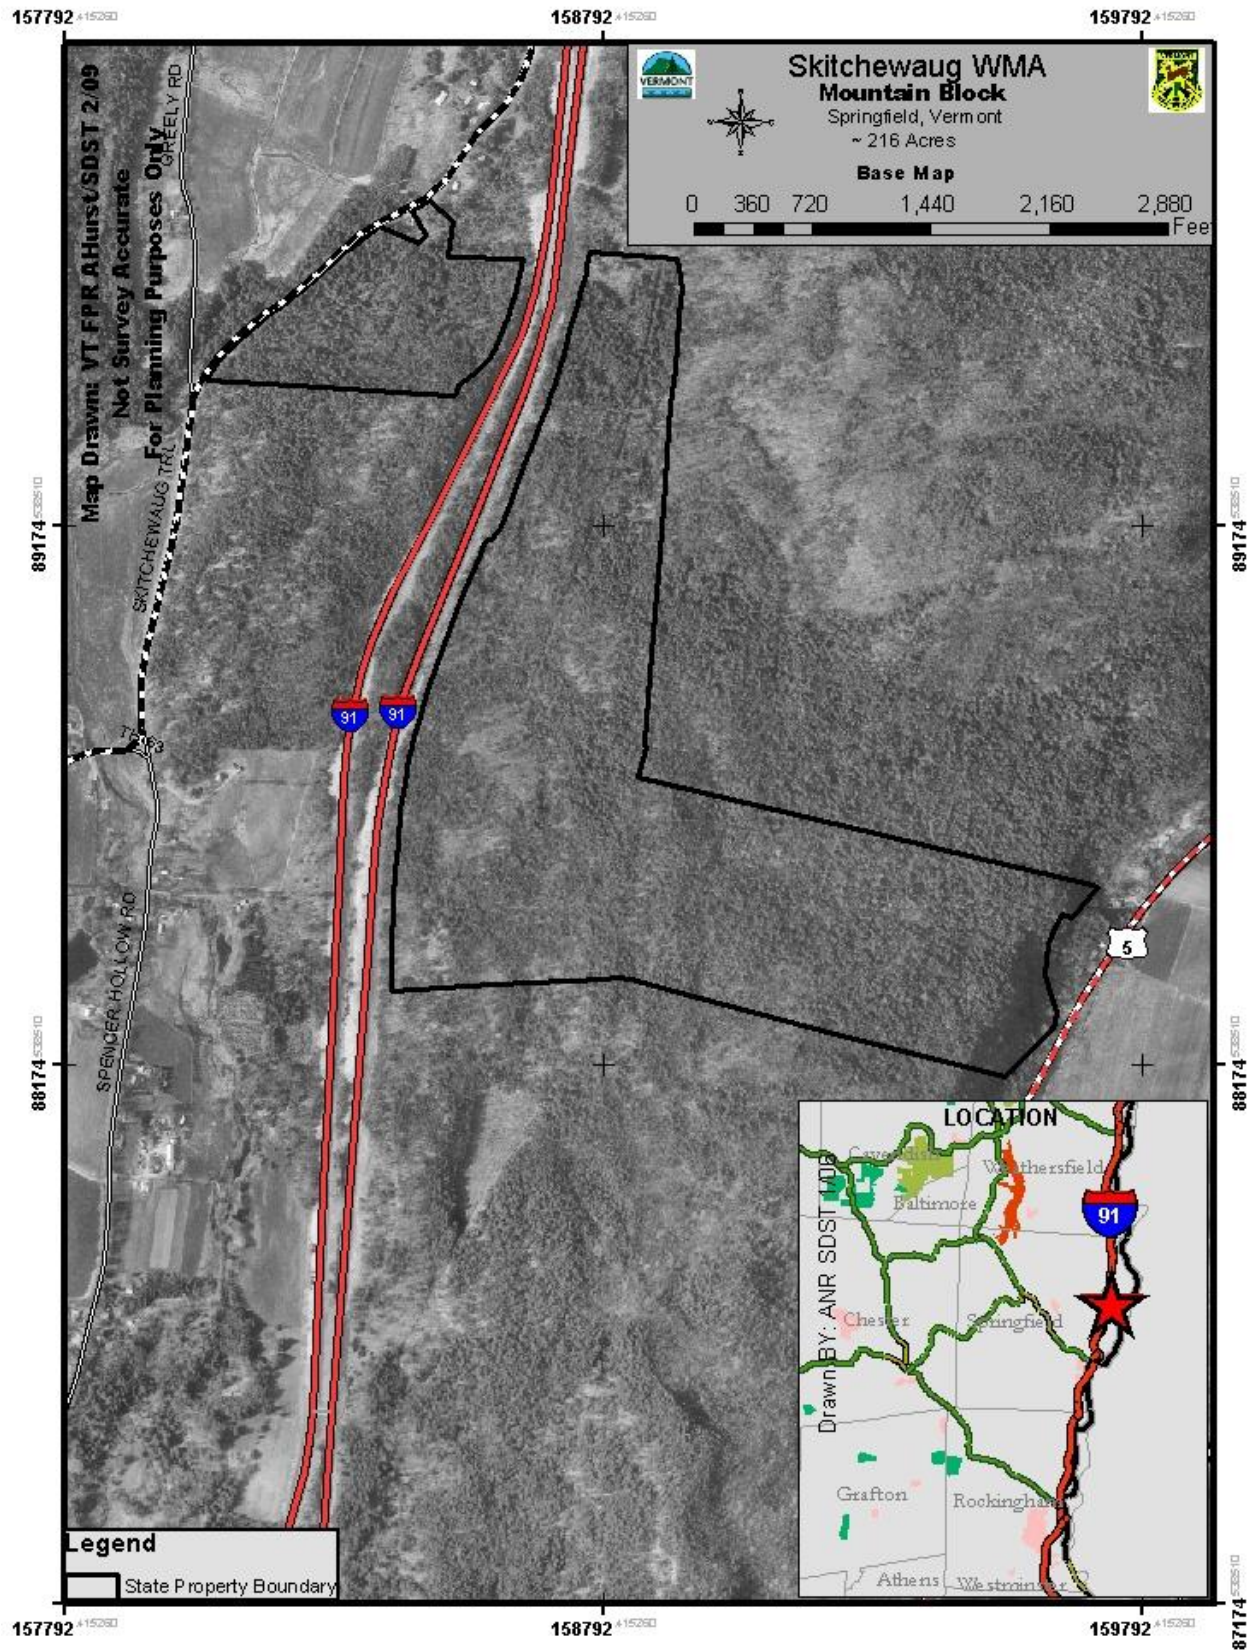 157792
158792
159792
VERMONT
Skitchewaug WMA
Mountain Block
Springfield, Vermont
~ 216 Acres
Base Map
0 360 720 1,440 2,160 2,880
Feet
Map Drawn: VT FPR AHurst/SDST 2/09
Not Survey Accurate
For Planning Purposes Only
GREELY RD
SKITCHEWAUG TRL
89174
89174
91
91
SPENCER HOLLOW RD
5
88174
88174
LOCATION
Cavendish
Weathersfield
Baltimore
91
Chester
Springfield
Drawn BY: ANR SDST
Grafton
Rockingham
Athens
Westminster
Legend
State Property Boundary
157792
158792
159792
87174